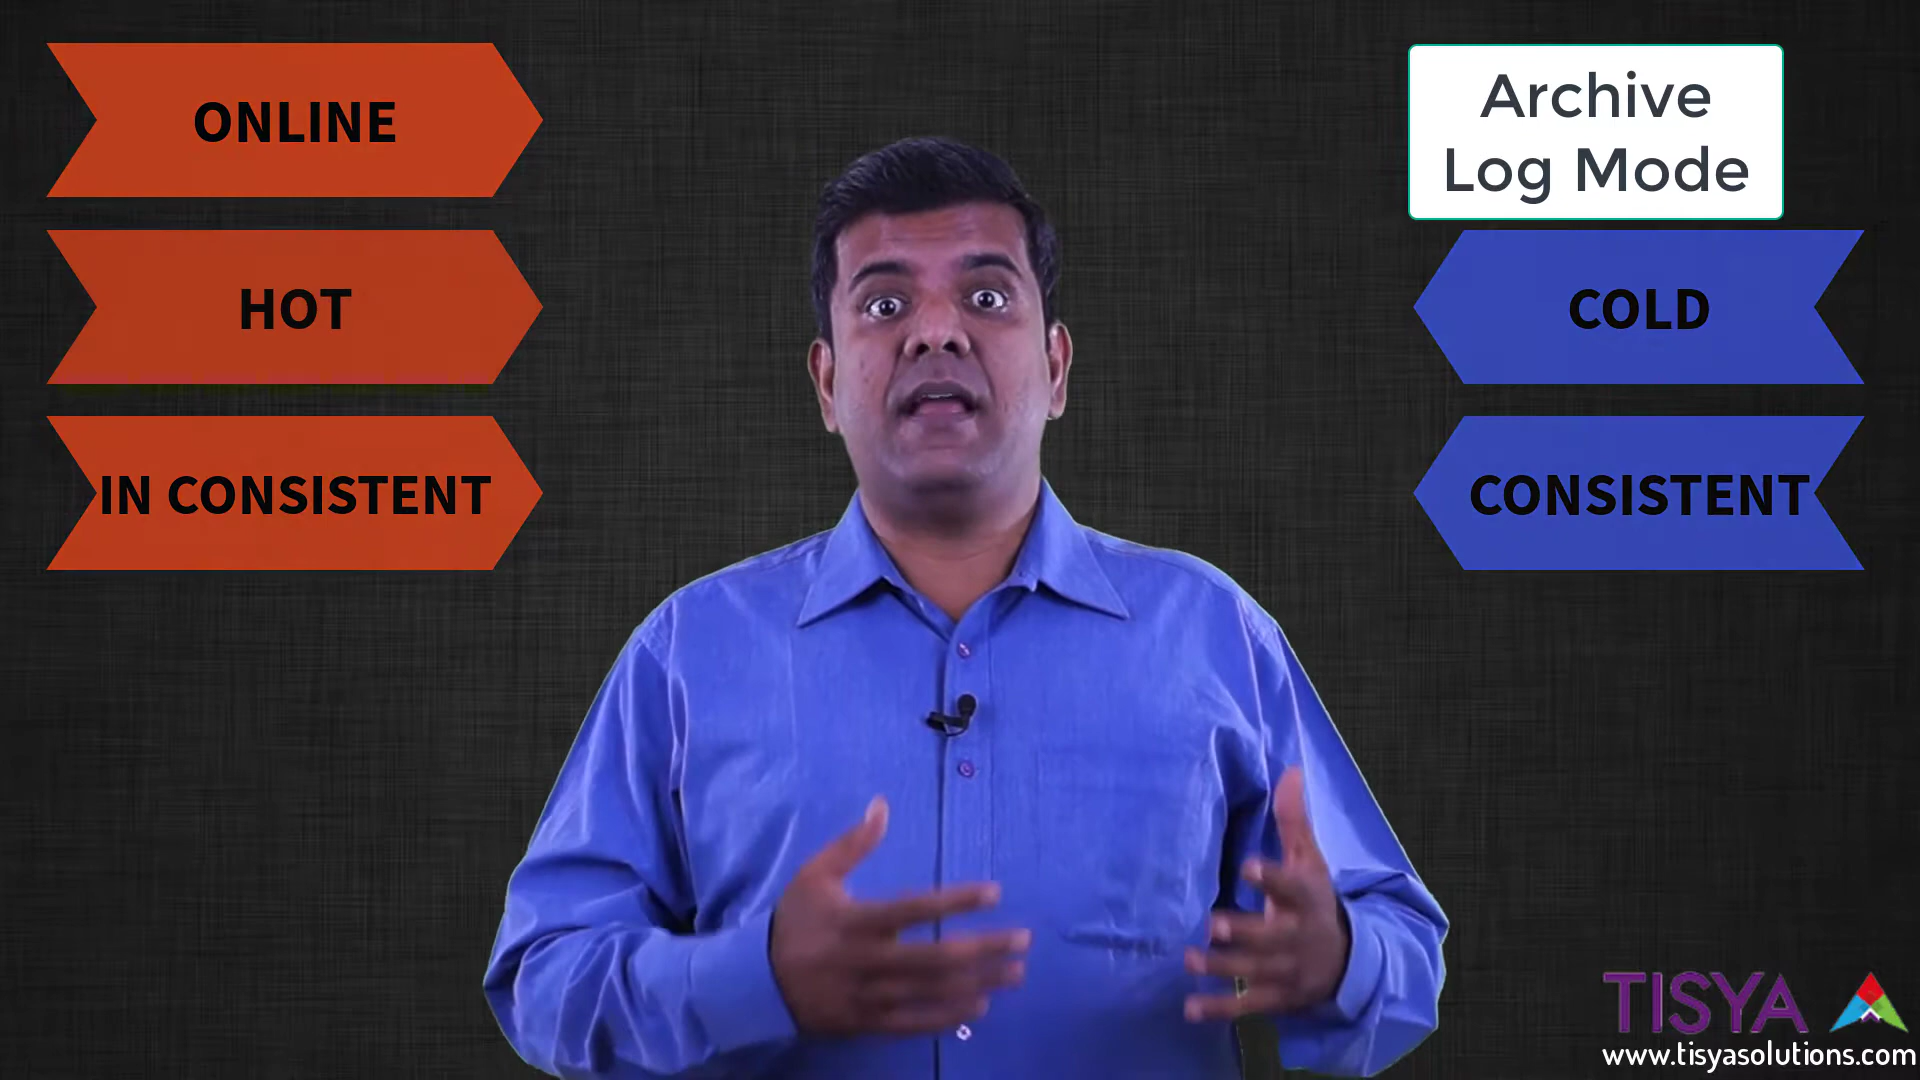 ONLINE
HOT
IN CONSISTENT
Archive
Log Mode
COLD
CONSISTENT
TISYA
www.tisyasolutions.com